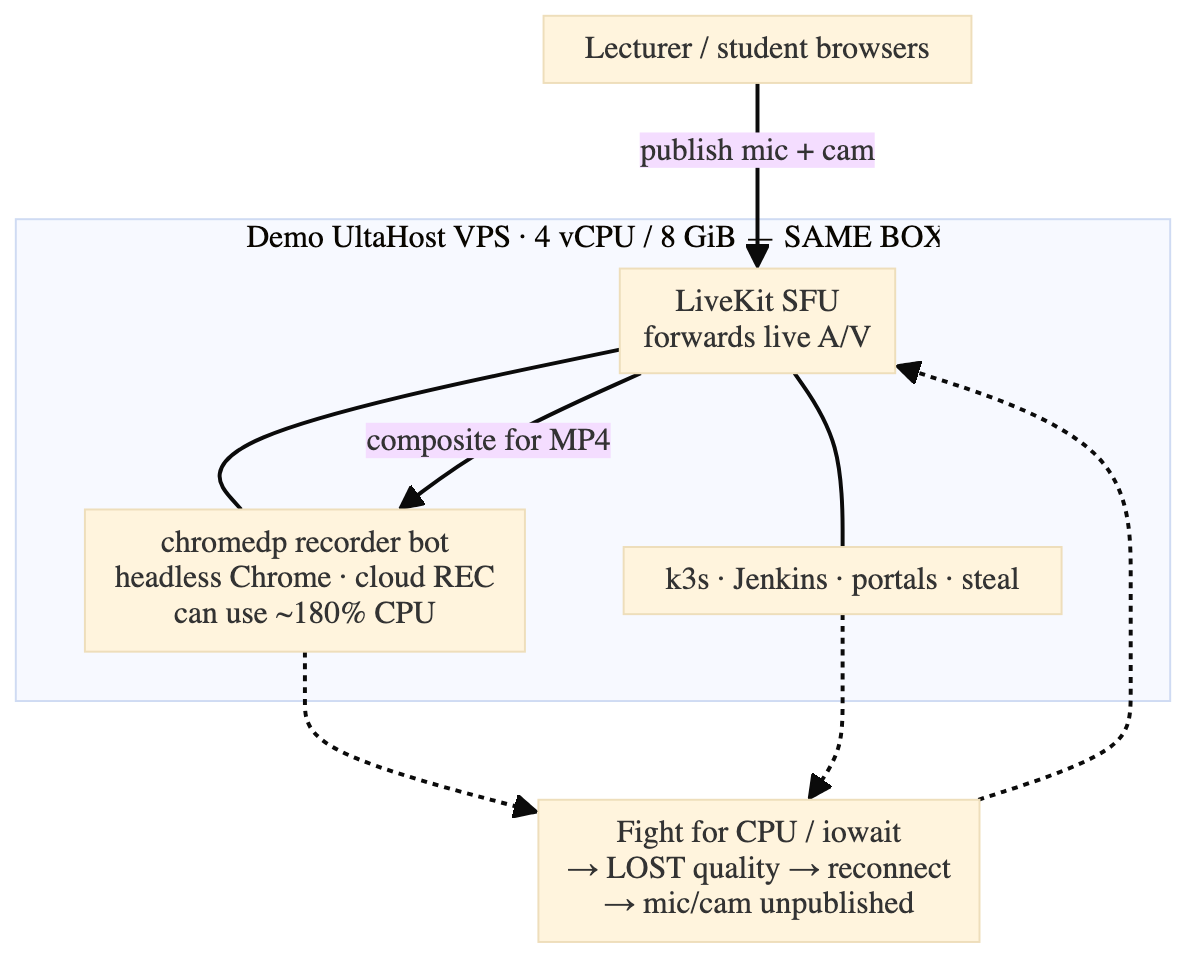 Lecturer / student browsers
publish mic + cam
Demo UltaHost VPS · 4 vCPU / 8 GiB — SAME BOX
LiveKit SFU
forwards live A/V
composite for MP4
chromedp recorder bot
headless Chrome · cloud REC
can use ~180% CPU
k3s · Jenkins · portals · steal
Fight for CPU / iowait
→ LOST quality → reconnect
→ mic/cam unpublished